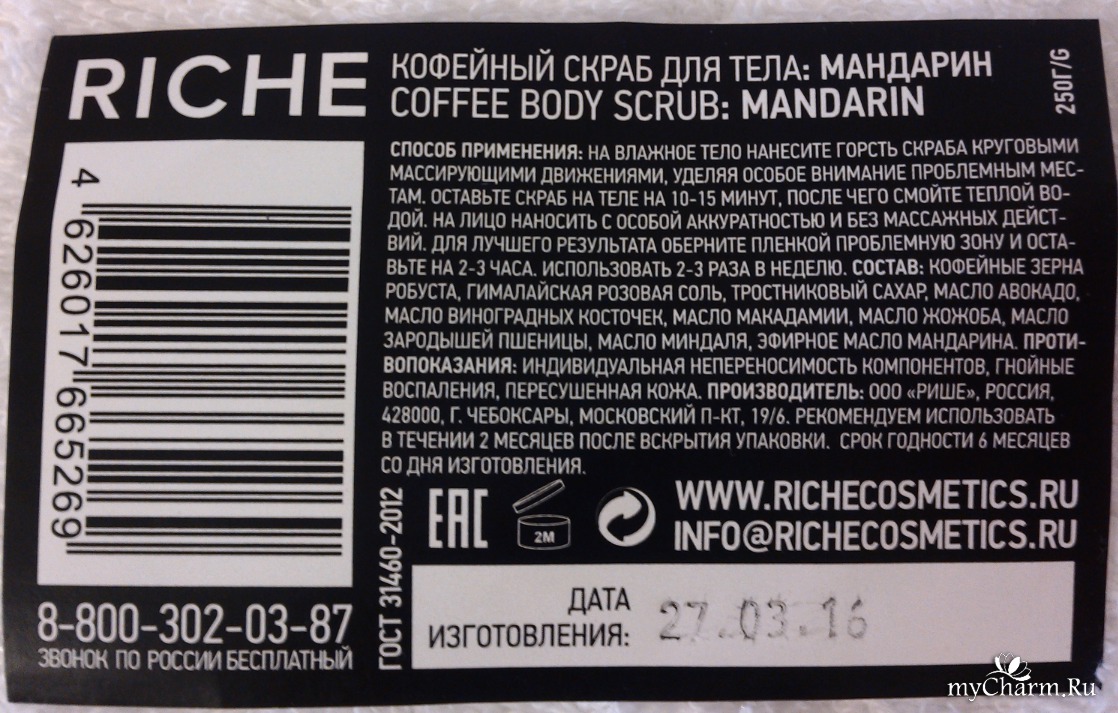 RICHE
КОФЕЙНЫЙ СКРАБ ДЛЯ ТЕЛА: МАНДАРИН
COFFEE BODY SCRUB: MANDARIN
250Г/G
СПОСОБ ПРИМЕНЕНИЯ: НА ВЛАЖНОЕ ТЕЛО НАНЕСИТЕ ГОРСТЬ СКРАБА КРУГОВЫМИ
МАССИРУЮЩИМИ ДВИЖЕНИЯМИ, УДЕЛЯЯ ОСОБОЕ ВНИМАНИЕ ПРОБЛЕМНЫМ МЕС-
ТАМ. ОСТАВЬТЕ СКРАБ НА ТЕЛЕ НА 10-15 МИНУТ, ПОСЛЕ ЧЕГО СМОЙТЕ ТЕПЛОЙ ВО-
ДОЙ. НА ЛИЦО НАНОСИТЬ С ОСОБОЙ АККУРАТНОСТЬЮ И БЕЗ МАССАЖНЫХ ДЕЙСТ-
ВИЙ. ДЛЯ ЛУЧШЕГО РЕЗУЛЬТАТА ОБЕРНИТЕ ПЛЕНКОЙ ПРОБЛЕМНУЮ ЗОНУ И ОСТА-
ВЬТЕ НА 2-3 ЧАСА. ИСПОЛЬЗОВАТЬ 2-3 РАЗА В НЕДЕЛЮ. СОСТАВ: КОФЕЙНЫЕ ЗЕРНА
РОБУСТА, ГИМАЛАЙСКАЯ РОЗОВАЯ СОЛЬ, ТРОСТНИКОВЫЙ САХАР, МАСЛО АВОКАДО,
МАСЛО ВИНОГРАДНЫХ КОСТОЧЕК, МАСЛО МАКАДАМИИ, МАСЛО ЖОЖОБА, МАСЛО
ЗАРОДЫШЕЙ ПШЕНИЦЫ, МАСЛО МИНДАЛЯ, ЭФИРНОЕ МАСЛО МАНДАРИНА. ПРОТИ-
ВОПОКАЗАНИЯ: ИНДИВИДУАЛЬНАЯ НЕПЕРЕНОСИМОСТЬ КОМПОНЕНТОВ, ГНОЙНЫЕ
ВОСПАЛЕНИЯ, ПЕРЕСУШЕННАЯ КОЖА. ПРОИЗВОДИТЕЛЬ: ООО «РИШЕ», РОССИЯ,
428000, Г. ЧЕБОКСАРЫ, МОСКОВСКИЙ П-КТ, 19/6. РЕКОМЕНДУЕМ ИСПОЛЬЗОВАТЬ
В ТЕЧЕНИИ 2 МЕСЯЦЕВ ПОСЛЕ ВСКРЫТИЯ УПАКОВКИ. СРОК ГОДНОСТИ 6 МЕСЯЦЕВ
СО ДНЯ ИЗГОТОВЛЕНИЯ.
4 626017 665269
8-800-302-03-87
ЗВОНОК ПО РОССИИ БЕСПЛАТНЫЙ
ГОСТ 31460-2012
ЕАС
2M
WWW.RICHECOSMETICS.RU
INFO@RICHECOSMETICS.RU
ДАТА
ИЗГОТОВЛЕНИЯ:
27.03.16
myCharm.Ru